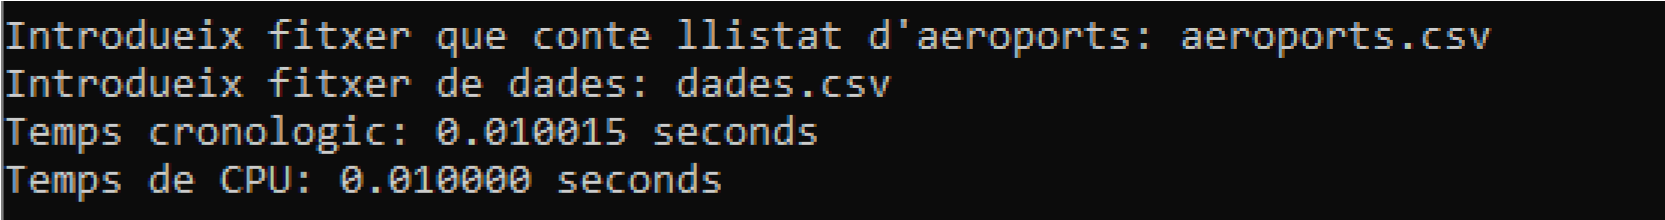 Introdueix fitxer que conte llistat d'aeroports: aeroports.csv
Introdueix fitxer de dades: dades.csv
Temps cronologic: 0.010015 seconds
Temps de CPU: 0.010000 seconds